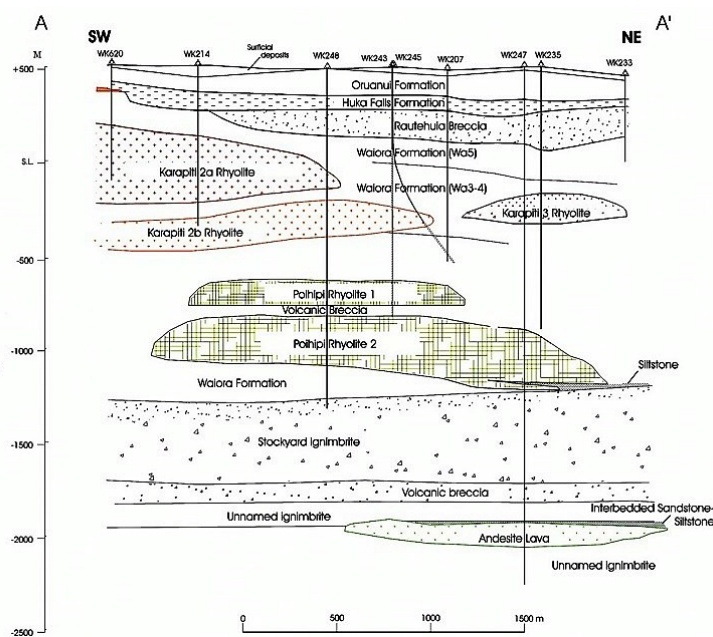 A
A'
SW
NE
M
WK620
WK214
Surficial
deposits
WK248
WK243
WK245
WK207
WK247
WK235
WK233
+500
Oruanui Formation
Huka Falls Formation
Rautehula Breccia
Waiora Formation (Wa5)
S.L
Karapiti 2a Rhyolite
Waiora Formation (Wa3-4)
Karapiti 3 Rhyolite
Karapiti 2b Rhyolite
-500
Poihipi Rhyolite 1
Volcanic Breccia
Poihipi Rhyolite 2
-1000
Siltstone
Waiora Formation
Stockyard Ignimbrite
-1500
Volcanic breccia
Interbedded Sandstone-
Siltstone
Unnamed ignimbrite
-2000
Andesite Lava
Unnamed Ignimbrite
-2500
0
500
1000
1500 m